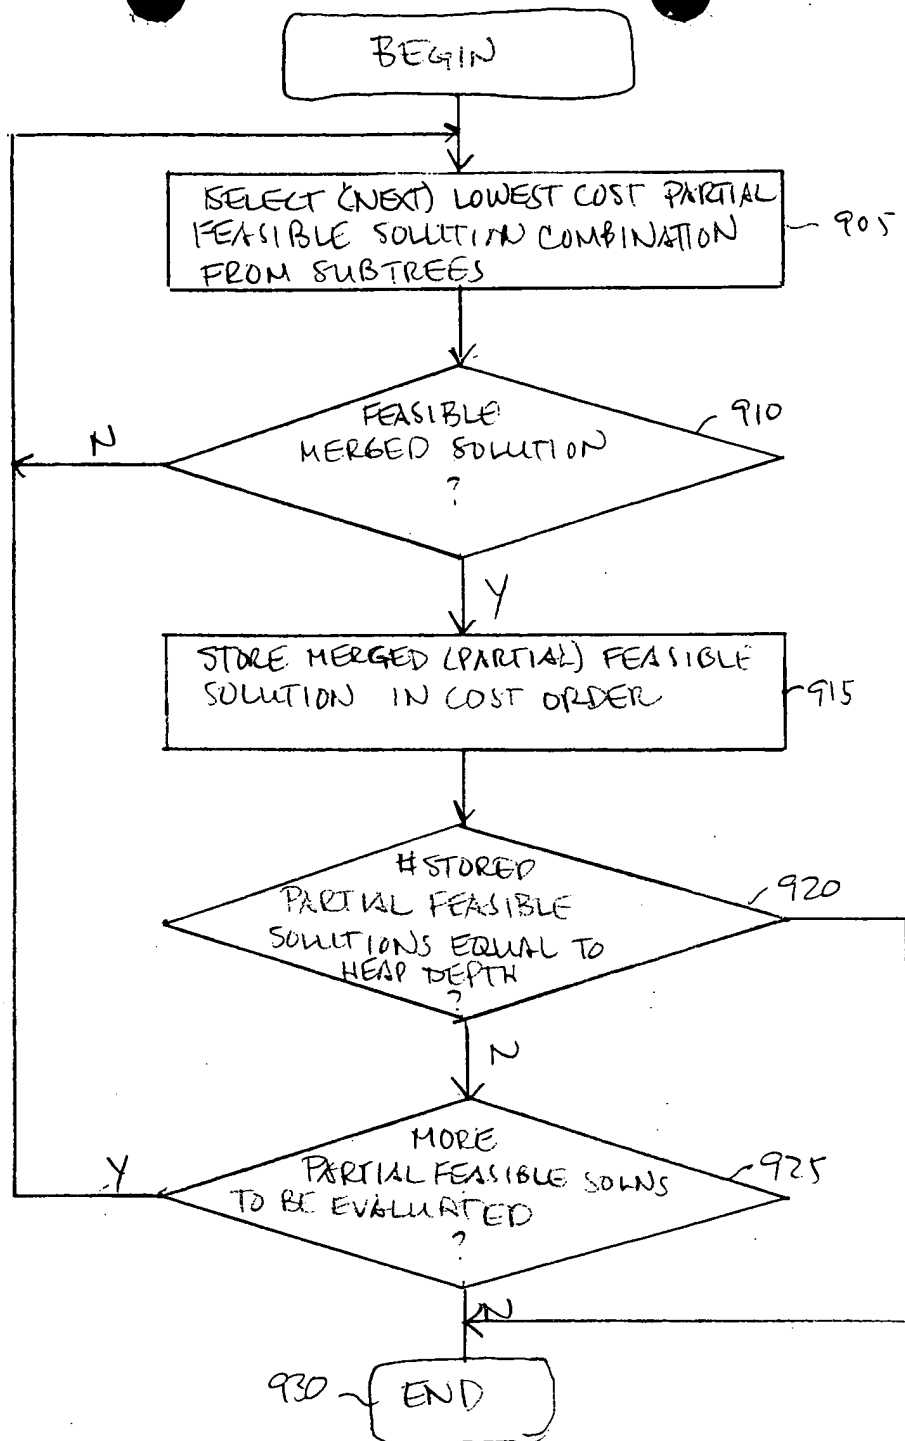 BEGIN
SELECT (NEXT) LOWEST COST PARTIAL
FEASIBLE SOLUTION COMBINATION
FROM SUBTREES
905
FEASIBLE
MERGED SOLUTION
?
910
N
Y
STORE MERGED (PARTIAL) FEASIBLE
SOLUTION IN COST ORDER
915
#STORED
PARTIAL FEASIBLE
SOLUTIONS EQUAL TO
HEAP DEPTH
?
920
N
MORE
PARTIAL FEASIBLE SOLNS
TO BE EVALUATED
?
925
Y
N
930
END